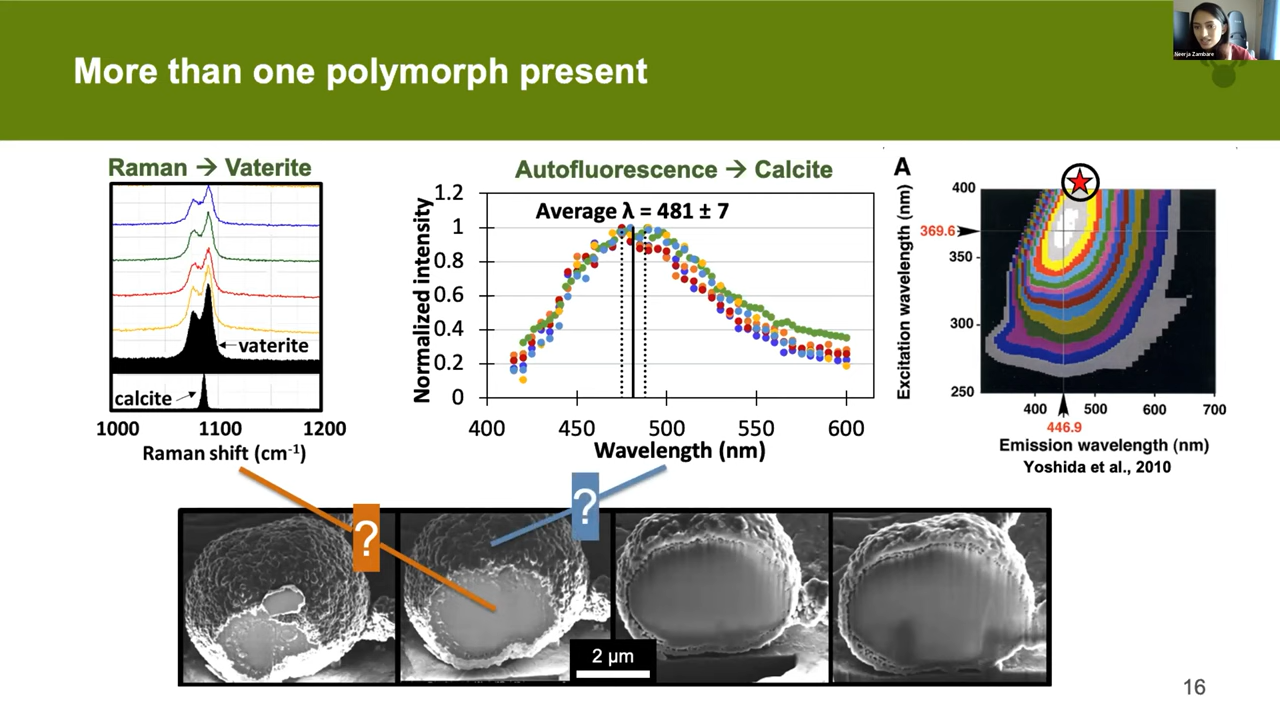 Neerja Zambare
More than one polymorph present
Raman → Vaterite
vaterite
calcite
1000 1100 1200
Raman shift (cm-1)
Autofluorescence → Calcite
Average λ = 481 ± 7
Normalized intensity
1.2
1
0.8
0.6
0.4
0.2
0
400 450 500 550 600
Wavelength (nm)
A
Excitation wavelength (nm)
400
369.6
350
300
250
400 500 600 700
446.9
Emission wavelength (nm)
Yoshida et al., 2010
?
?
2 µm
16